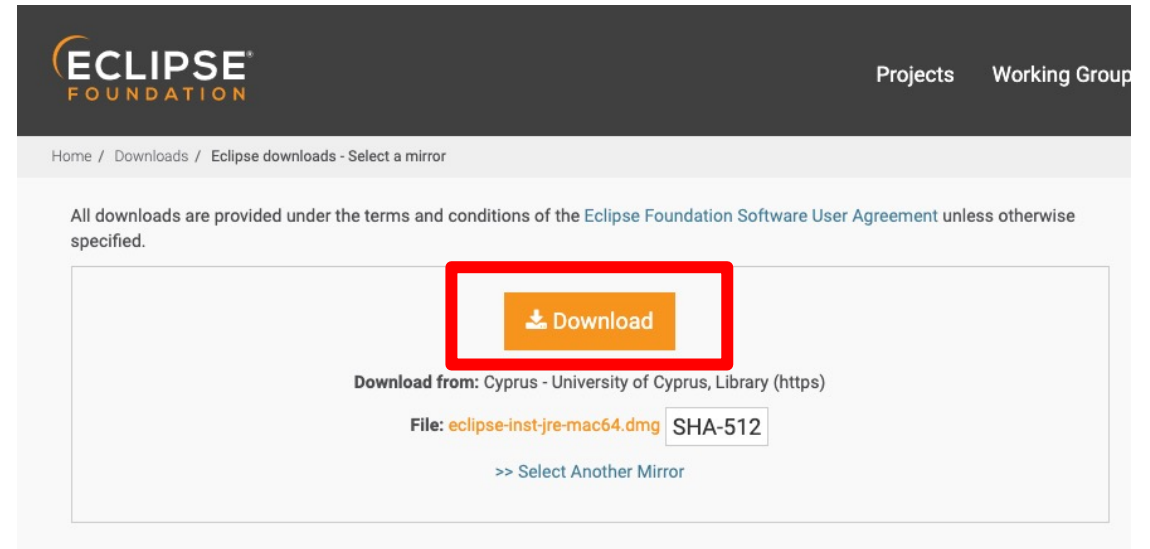 ECLIPSE®
FOUNDATION
Projects Working Group
Home / Downloads / Eclipse downloads - Select a mirror
All downloads are provided under the terms and conditions of the Eclipse Foundation Software User Agreement unless otherwise
specified.
Download
Download from: Cyprus - University of Cyprus, Library (https)
File: eclipse-inst-jre-mac64.dmg SHA-512
>> Select Another Mirror